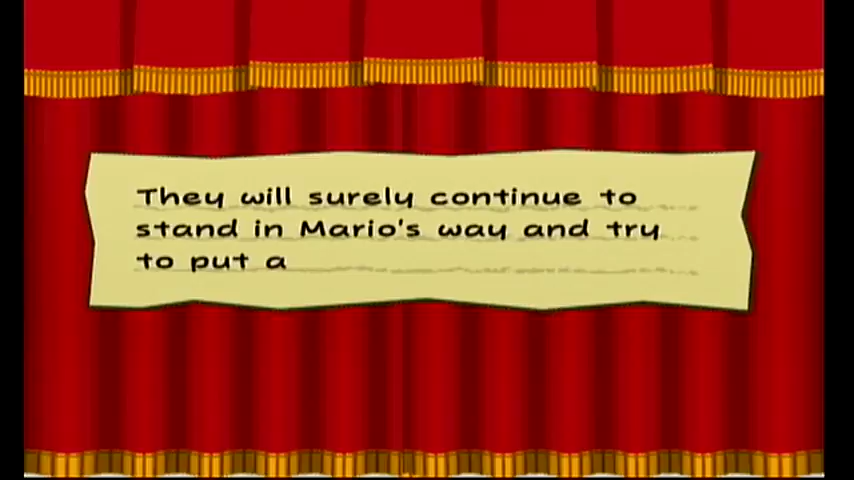 They will surely continue to
stand in Mario's way and try
to put a